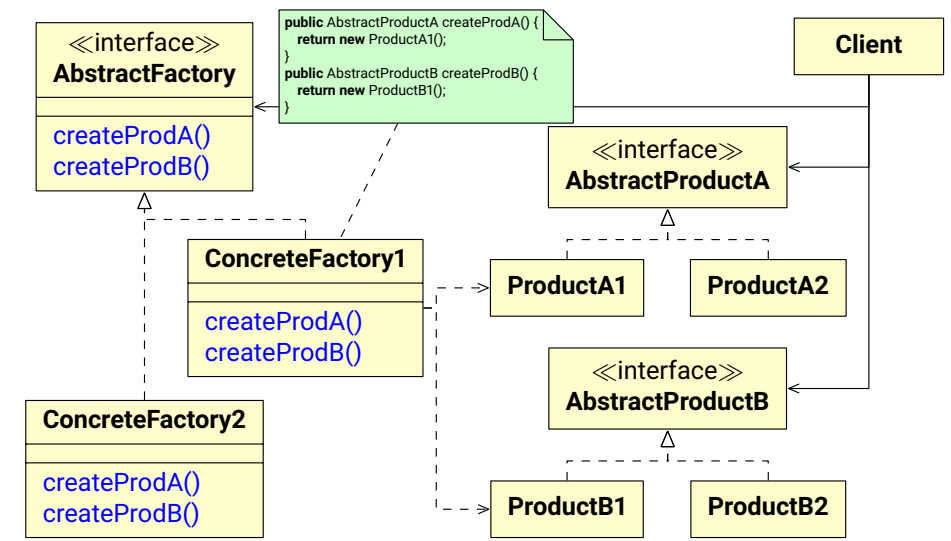 ≪interface≫
AbstractFactory
createProdA()
createProdB()
public AbstractProductA createProdA() {
return new ProductA1();
}
public AbstractProductB createProdB() {
return new ProductB1();
}
Client
≪interface≫
AbstractProductA
ConcreteFactory1
createProdA()
createProdB()
ProductA1
ProductA2
≪interface≫
AbstractProductB
ConcreteFactory2
createProdA()
createProdB()
ProductB1
ProductB2